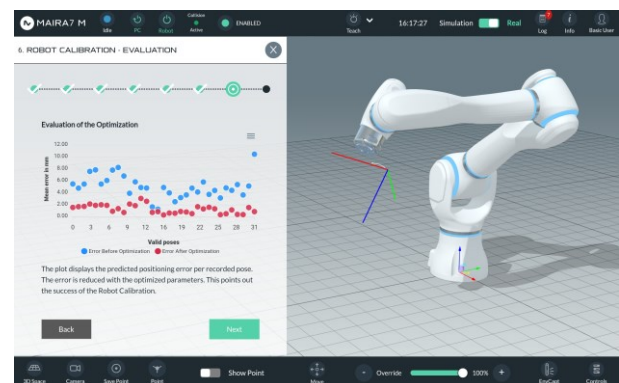 MAIRA7 M
Idle
PC
Robot
Collision
Active
ENABLED
Teach
16:17:27
Simulation
Real
Log
Info
Basic User
6. ROBOT CALIBRATION - EVALUATION
Evaluation of the Optimization
Mean error in mm
12.00
10.00
8.00
6.00
4.00
2.00
0.00
0 3 6 9 12 16 19 22 25 28 31
Valid poses
Error Before Optimization
Error After Optimization
The plot displays the predicted positioning error per recorded pose.
The error is reduced with the optimized parameters. This points out
the success of the Robot Calibration.
Back
Next
3D Space
Camera
Save Point
Point
Show Point
Move
- Override 100% +
EasyCast
Controls